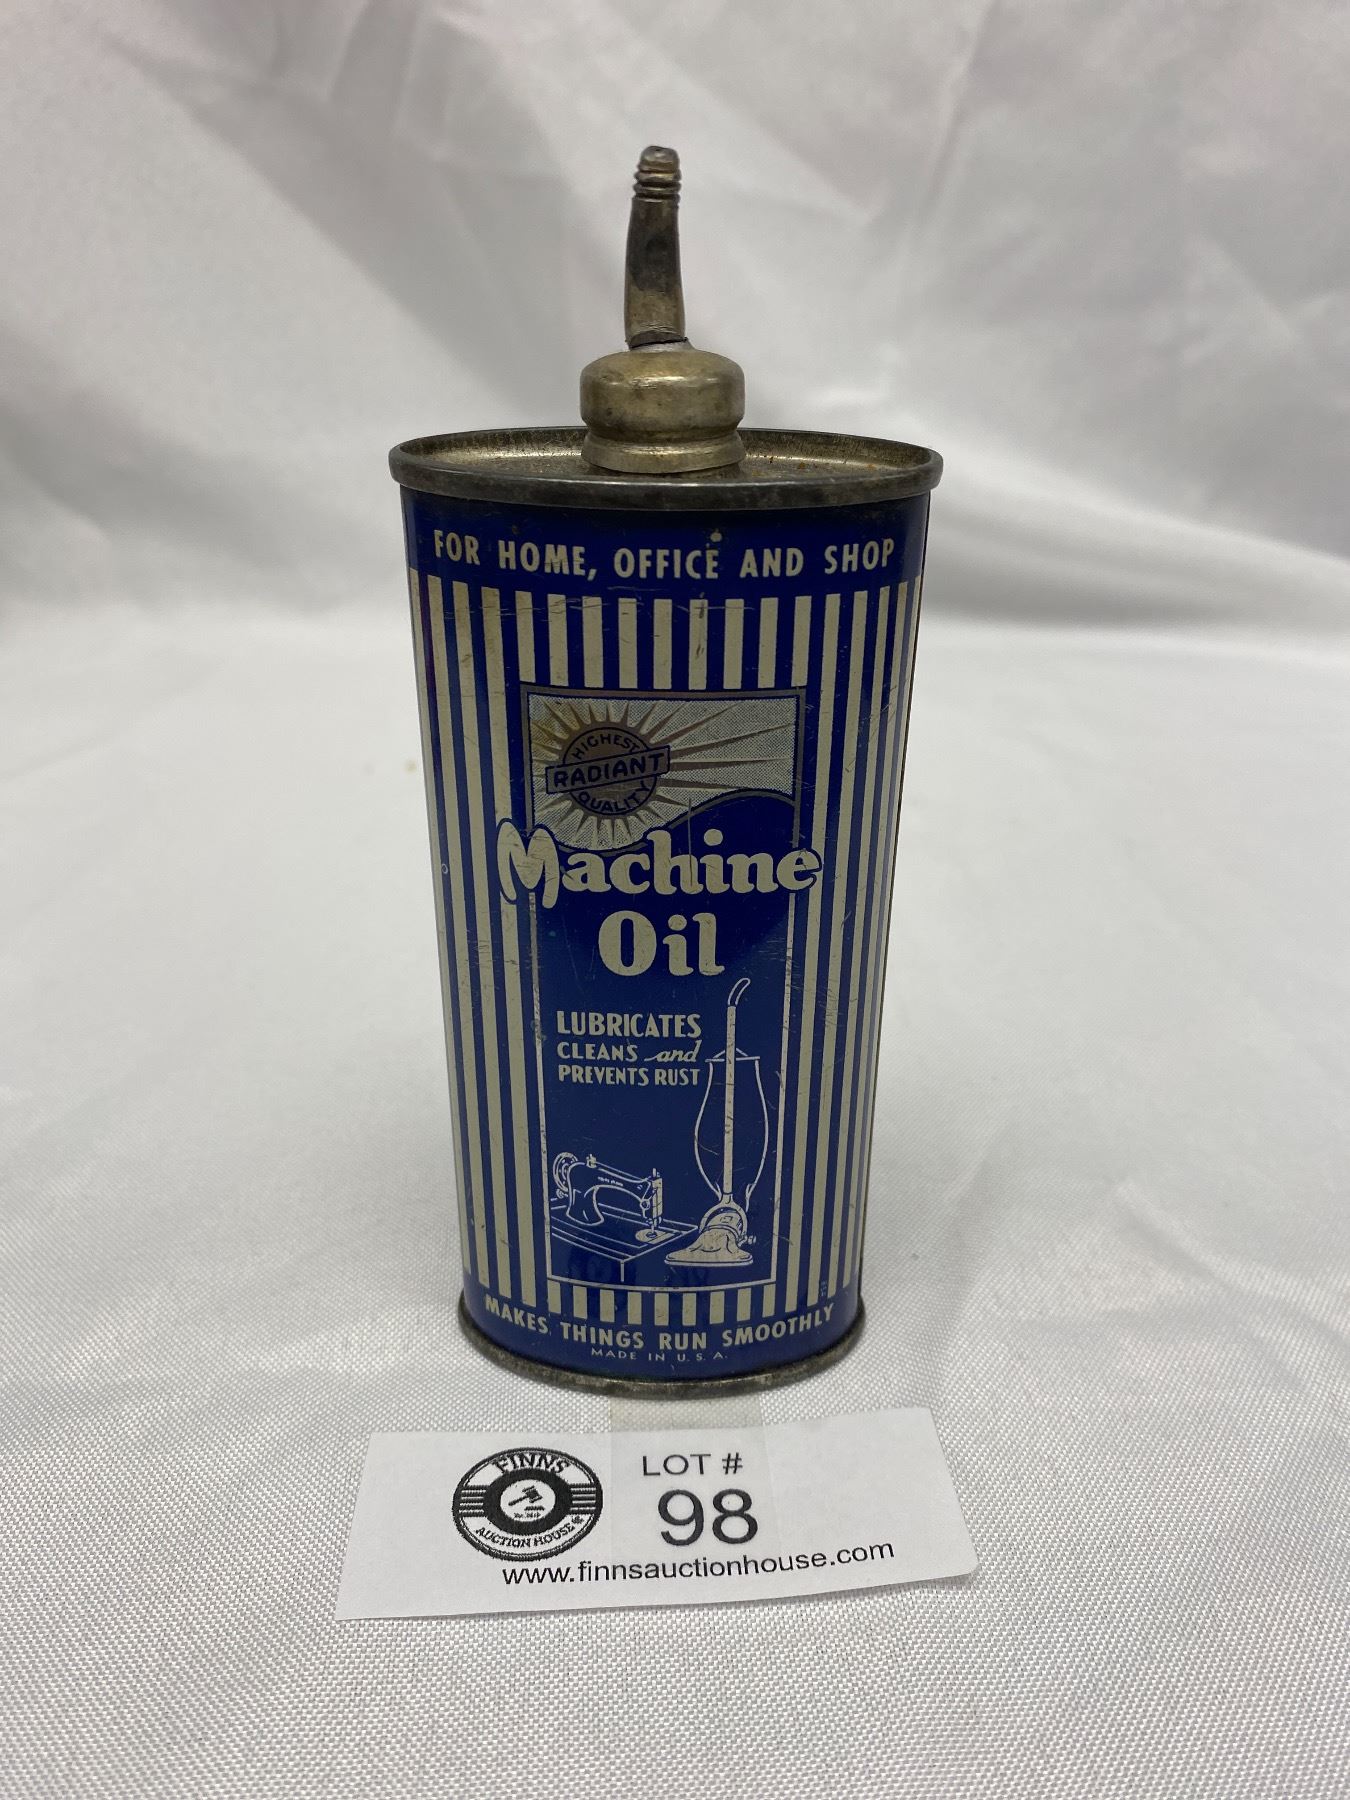 FOR HOME, OFFICE AND SHOP
HIGHEST
RADIANT
QUALITY
Machine
Oil
LUBRICATES
CLEANS and
PREVENTS RUST
MAKES THINGS RUN SMOOTHLY
MADE IN U.S.A.
FINNS
AUCTION HOUSE
LOT #
98
www.finnsauctionhouse.com